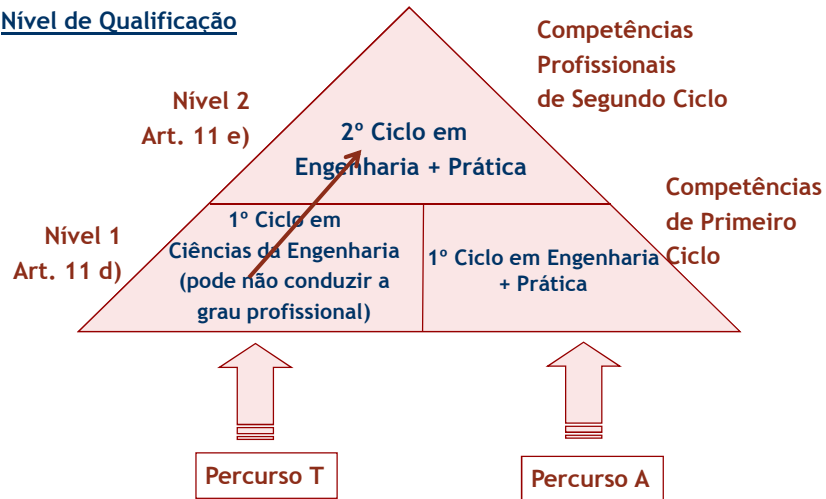 Nível de Qualificação
Competências
Profissionais
de Segundo Ciclo
Nível 2
Art. 11 e)
2º Ciclo em
Engenharia + Prática
Competências
de Primeiro
Ciclo
Nível 1
Art. 11 d)
1º Ciclo em
Ciências da Engenharia
(pode não conduzir a
grau profissional)
1º Ciclo em Engenharia
+ Prática
Percurso T
Percurso A